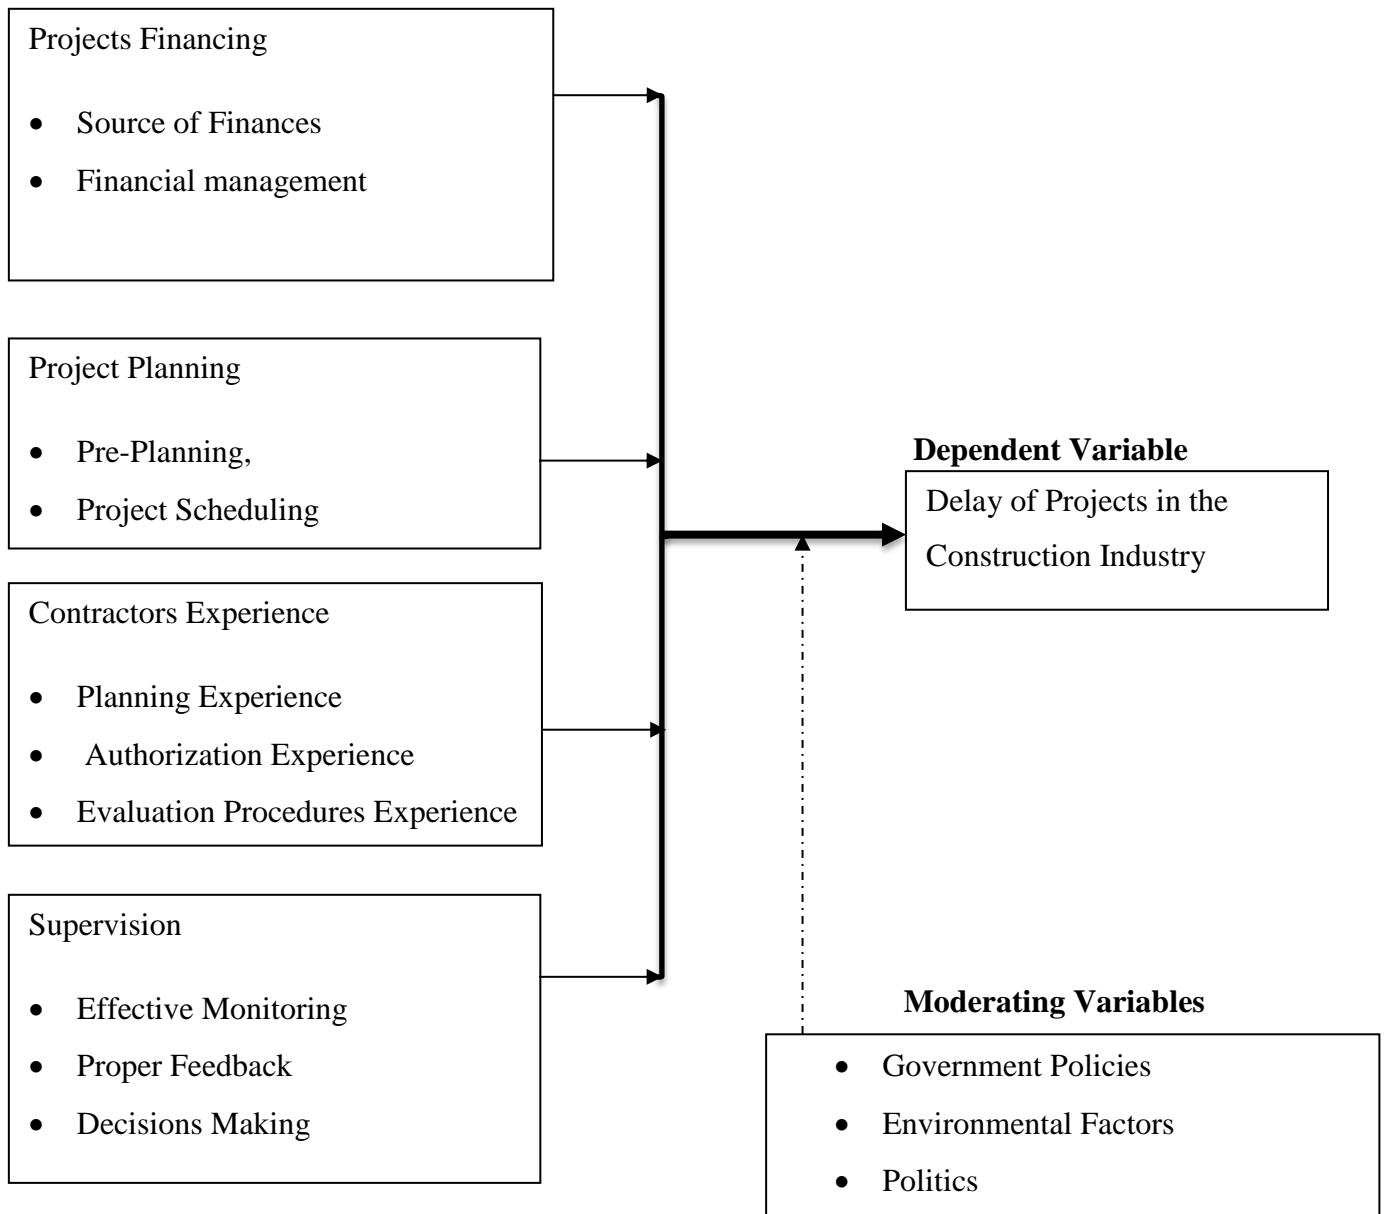 Projects Financing
• Source of Finances
• Financial management
Project Planning
• Pre-Planning,
• Project Scheduling
Contractors Experience
• Planning Experience
• Authorization Experience
• Evaluation Procedures Experience
Supervision
• Effective Monitoring
• Proper Feedback
• Decisions Making
Dependent Variable
Delay of Projects in the
Construction Industry
Moderating Variables
• Government Policies
• Environmental Factors
• Politics